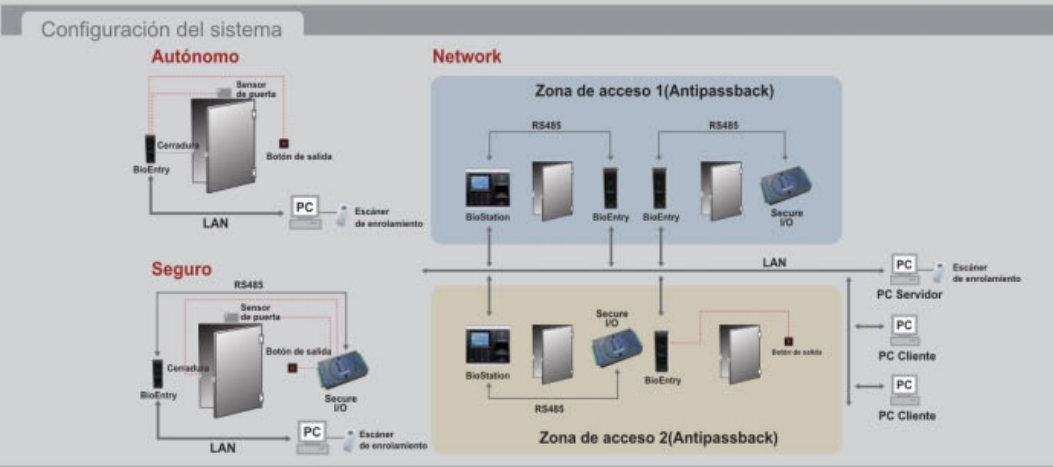 Configuración del sistema
Autónomo
Sensor
de puerta
Cerradura
Botón de salida
BioEntry
LAN
PC
Escáner
de enrolamiento
Seguro
RS485
Sensor
de puerta
Botón de salida
Cerradura
BioEntry
Secure
I/O
LAN
PC
Escáner
de enrolamiento
Network
Zona de acceso 1(Antipassback)
RS485
RS485
BioStation
BioEntry
BioEntry
Secure
I/O
LAN
PC
Escáner
de enrolamiento
PC Servidor
PC
PC Cliente
PC
PC Cliente
Secure
I/O
BioStation
BioEntry
Botón de salida
RS485
Zona de acceso 2(Antipassback)